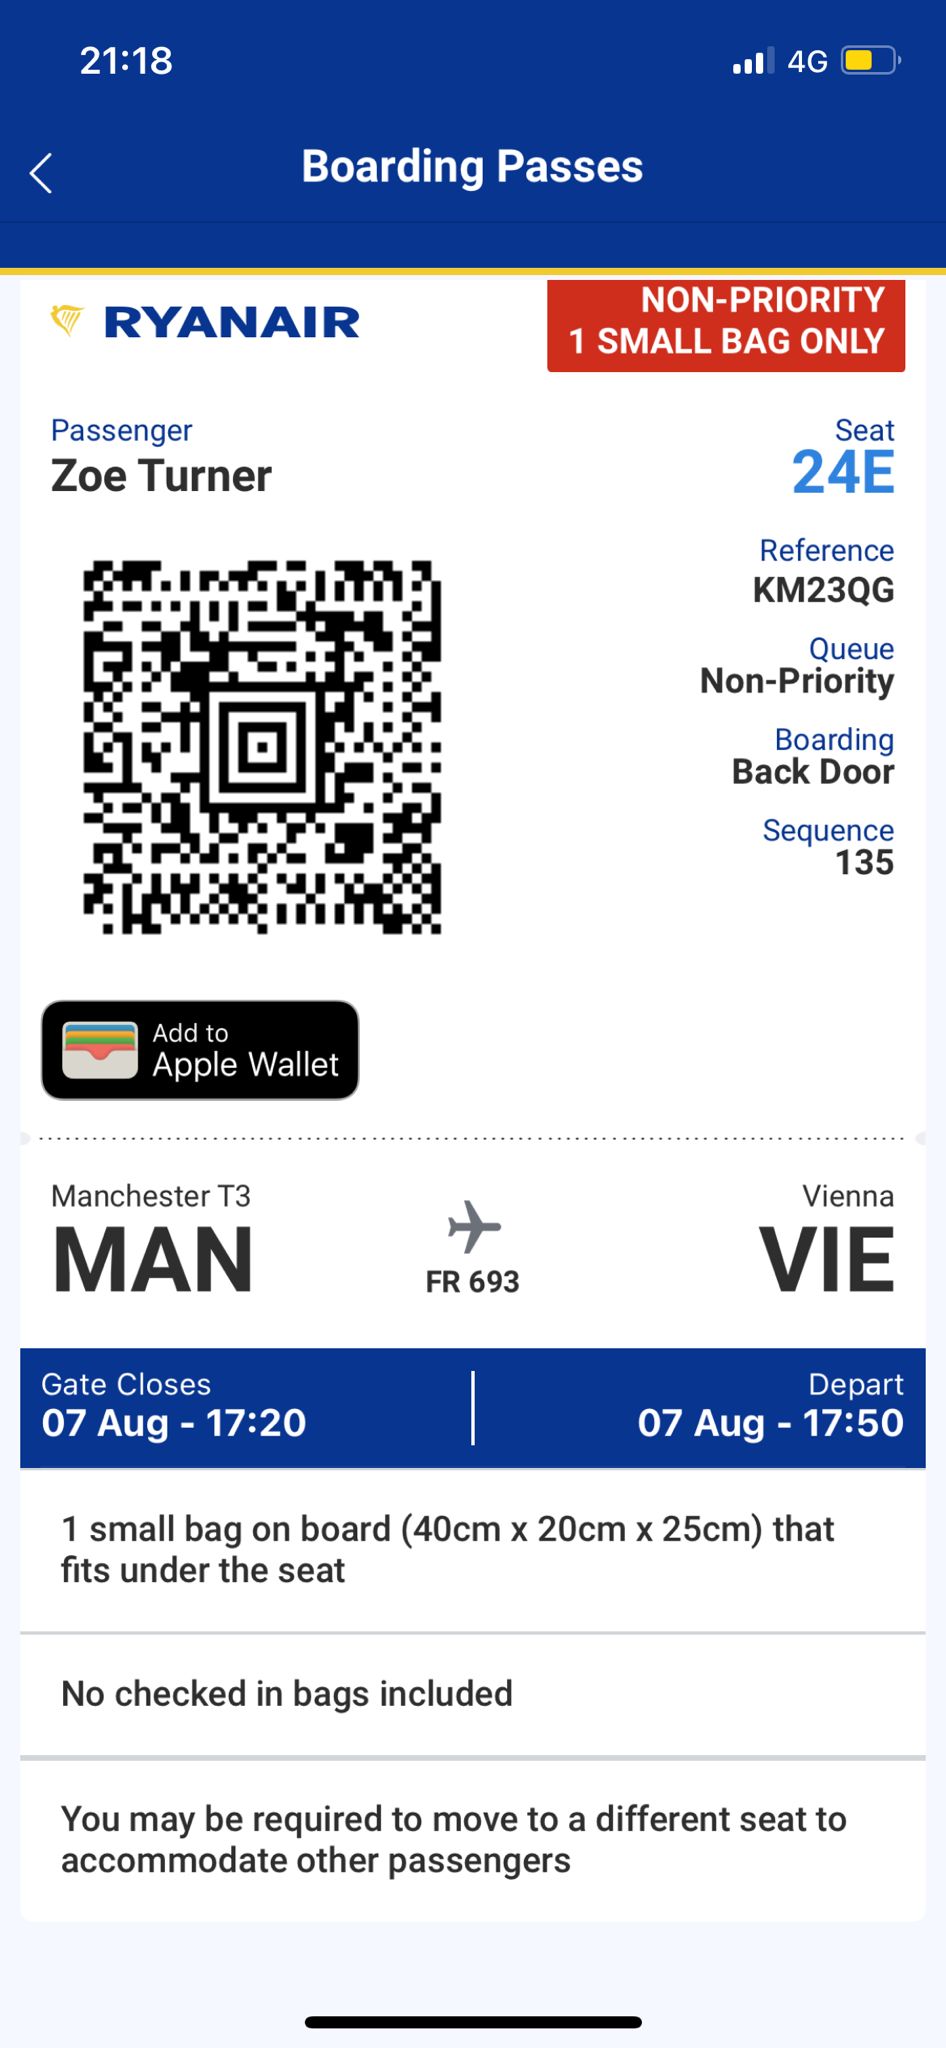 21:18
4G
Boarding Passes
RYANAIR
NON-PRIORITY
1 SMALL BAG ONLY
Passenger
Zoe Turner
Seat
24E
Reference
KM23QG
Queue
Non-Priority
Boarding
Back Door
Sequence
135
Add to
Apple Wallet
Manchester T3
MAN
FR 693
Vienna
VIE
Gate Closes
07 Aug - 17:20
Depart
07 Aug - 17:50
1 small bag on board (40cm x 20cm x 25cm) that
fits under the seat
No checked in bags included
You may be required to move to a different seat to
accommodate other passengers